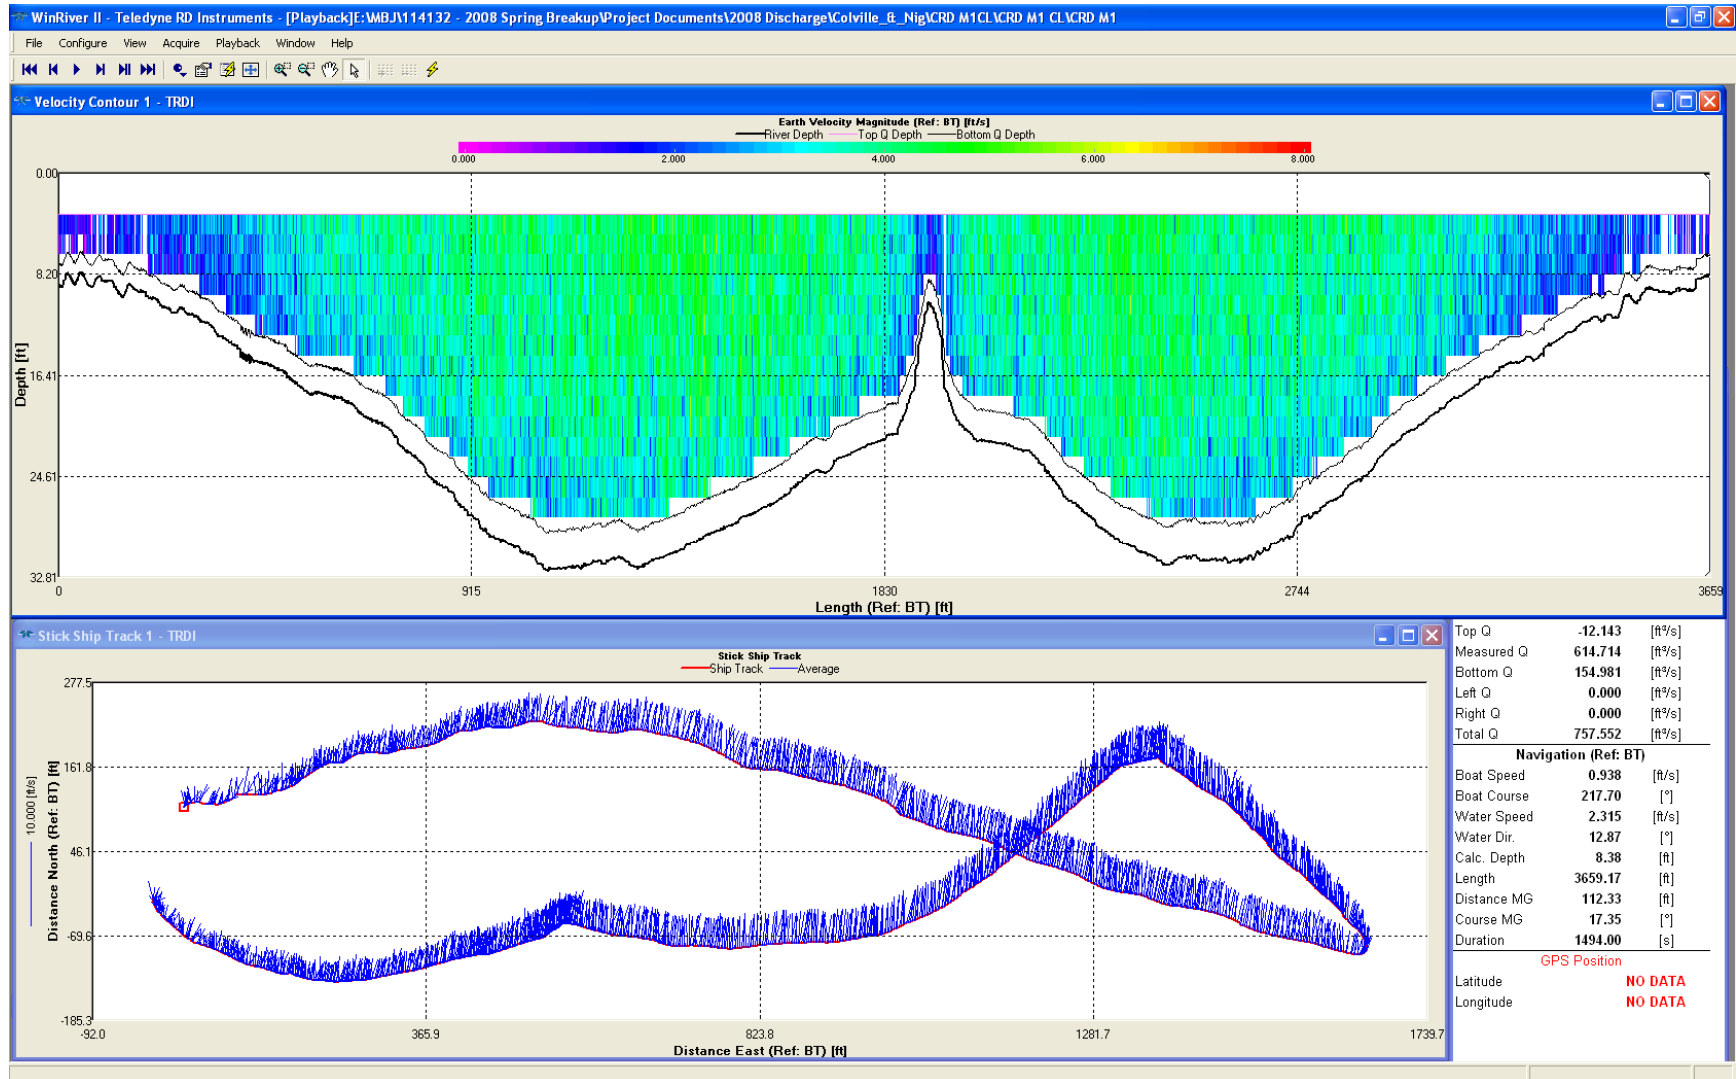 WinRiver II - Teledyne RD Instruments - [Playback]E:\MBJ\114132 - 2008 Spring Breakup\Project Documents\2008 Discharge\Colville_&_Nig\CRD M1CL\CRD M1 CL\CRD M1
File Configure View Acquire Playback Window Help
Velocity Contour 1 - TRDI
Earth Velocity Magnitude (Ref: BT) [ft/s]
River Depth Top Q Depth Bottom Q Depth
0.000 2.000 4.000 6.000 8.000
0.00
8.20
16.41
24.61
32.81
Depth [ft]
0 915 1830 2744 3659
Length (Ref: BT) [ft]
Stick Ship Track 1 - TRDI
Stick Ship Track
Ship Track Average
277.5
161.8
46.1
-69.6
-185.3
10.000 [ft/s]
Distance North (Ref: BT) [ft]
-92.0 365.9 823.8 1281.7 1739.7
Distance East (Ref: BT) [ft]
Top Q -12.143 [ft³/s]
Measured Q 614.714 [ft³/s]
Bottom Q 154.981 [ft³/s]
Left Q 0.000 [ft³/s]
Right Q 0.000 [ft³/s]
Total Q 757.552 [ft³/s]
Navigation (Ref: BT)
Boat Speed 0.938 [ft/s]
Boat Course 217.70 [°]
Water Speed 2.315 [ft/s]
Water Dir. 12.87 [°]
Calc. Depth 8.38 [ft]
Length 3659.17 [ft]
Distance MG 112.33 [ft]
Course MG 17.35 [°]
Duration 1494.00 [s]
GPS Position
Latitude NO DATA
Longitude NO DATA